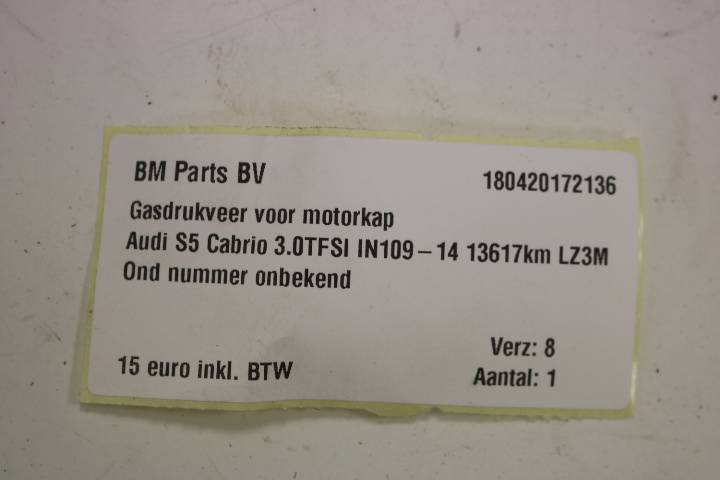 BM Parts BV 180420172136
Gasdrukveer voor motorkap
Audi S5 Cabrio 3.0TFSI IN109-14 13617km LZ3M
Ond nummer onbekend
Verz: 8
15 euro inkl. BTW Aantal: 1